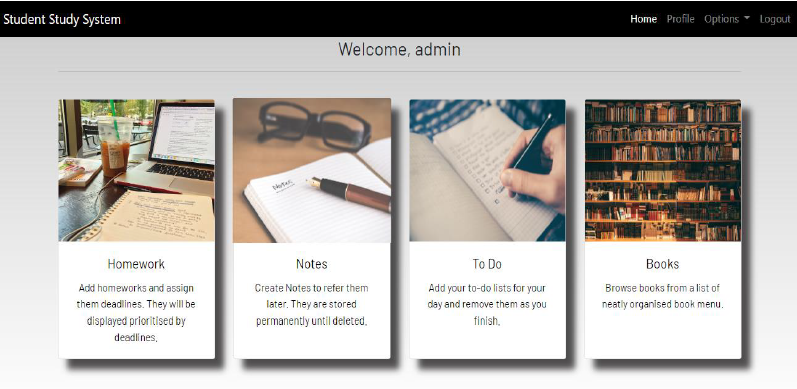 Student Study System
Home Profile Options Logout
Welcome, admin
Notes
Homework
Add homeworks and assign
them deadlines. They will be
displayed prioritised by
deadlines.
Notes
Create Notes to refer them
later. They are stored
permanently until deleted.
To Do
Add your to-do lists for your
day and remove them as you
finish.
Books
Browse books from a list of
neatly organised book menu.